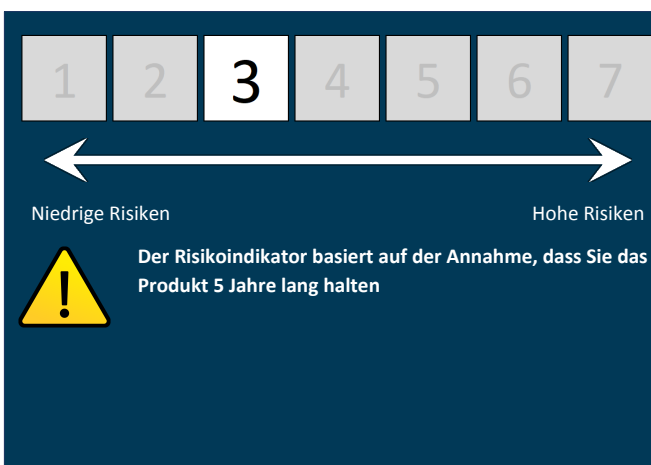 1 2 3 4 5 6 7
Niedrige Risiken Hohe Risiken
Der Risikoindikator basiert auf der Annahme, dass Sie das
Produkt 5 Jahre lang halten